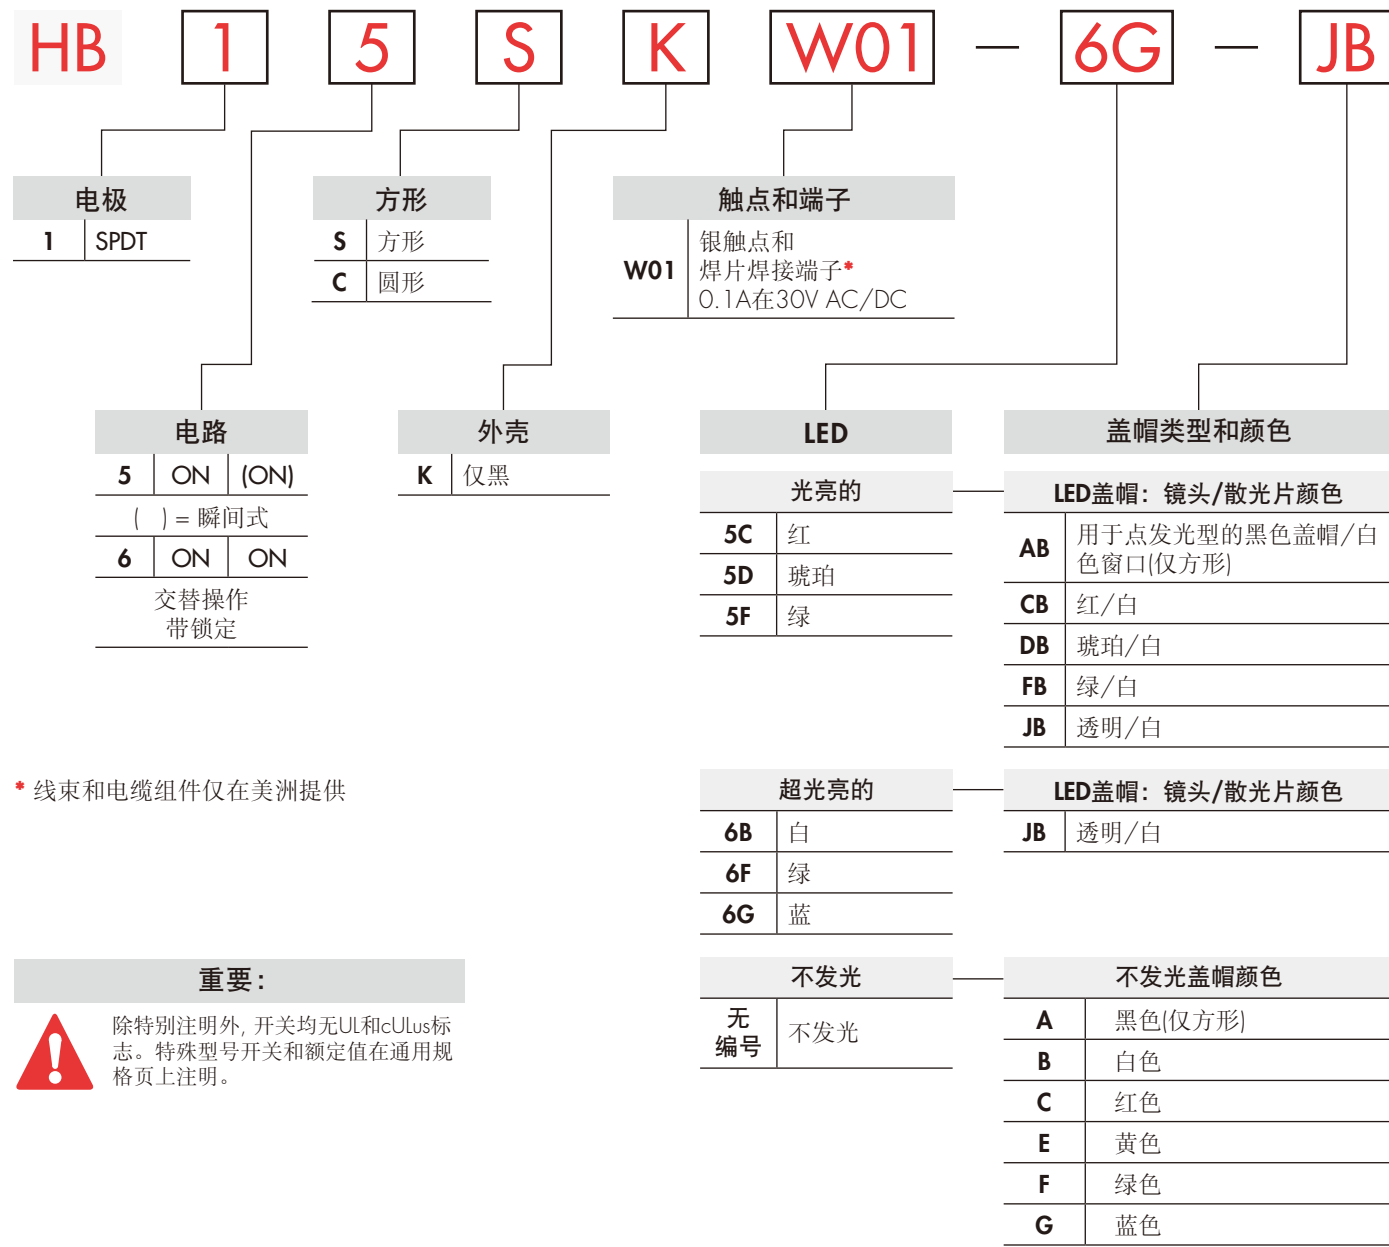 HB 1 5 S K W01 — 6G — JB
电极
1 SPDT
方形
S 方形
C 圆形
触点和端子
W01 银触点和
焊片焊接端子*
0.1A在30V AC/DC
电路
5 ON (ON)
( ) = 瞬间式
6 ON ON
交替操作
带锁定
外壳
K 仅黑
LED
光亮的
5C 红
5D 琥珀
5F 绿
盖帽类型和颜色
LED盖帽：镜头/散光片颜色
AB 用于点发光型的黑色盖帽/白
色窗口(仅方形)
CB 红/白
DB 琥珀/白
FB 绿/白
JB 透明/白
* 线束和电缆组件仅在美洲提供
超光亮的
6B 白
6F 绿
6G 蓝
LED盖帽：镜头/散光片颜色
JB 透明/白
重要：
除特别注明外, 开关均无UL和cULus标
志。特殊型号开关和额定值在通用规
格页上注明。
不发光
无
编号 不发光
不发光盖帽颜色
A 黑色(仅方形)
B 白色
C 红色
E 黄色
F 绿色
G 蓝色